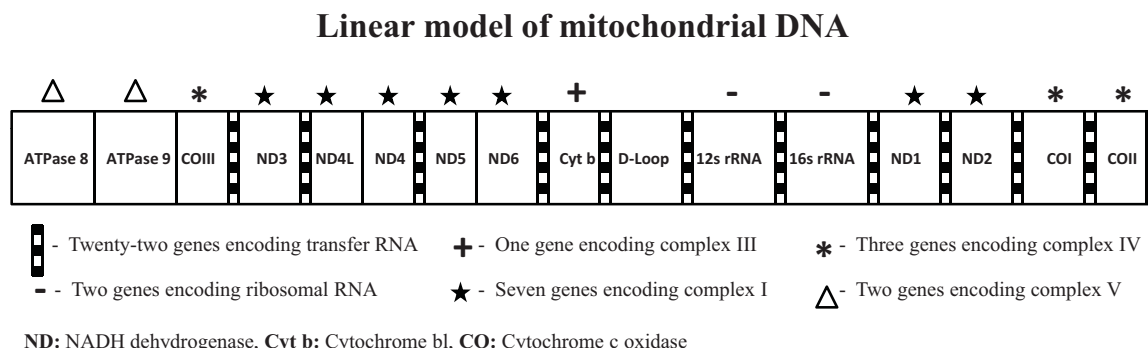 Linear model of mitochondrial DNA
ATPase 8 ATPase 9 COIII ND3 ND4L ND4 ND5 ND6 Cyt b D-Loop 12s rRNA 16s rRNA ND1 ND2 COI COII
- Twenty-two genes encoding transfer RNA + - One gene encoding complex III * - Three genes encoding complex IV
- - Two genes encoding ribosomal RNA ★ - Seven genes encoding complex I △ - Two genes encoding complex V
ND: NADH dehydrogenase, Cyt b: Cytochrome bl, CO: Cytochrome c oxidase